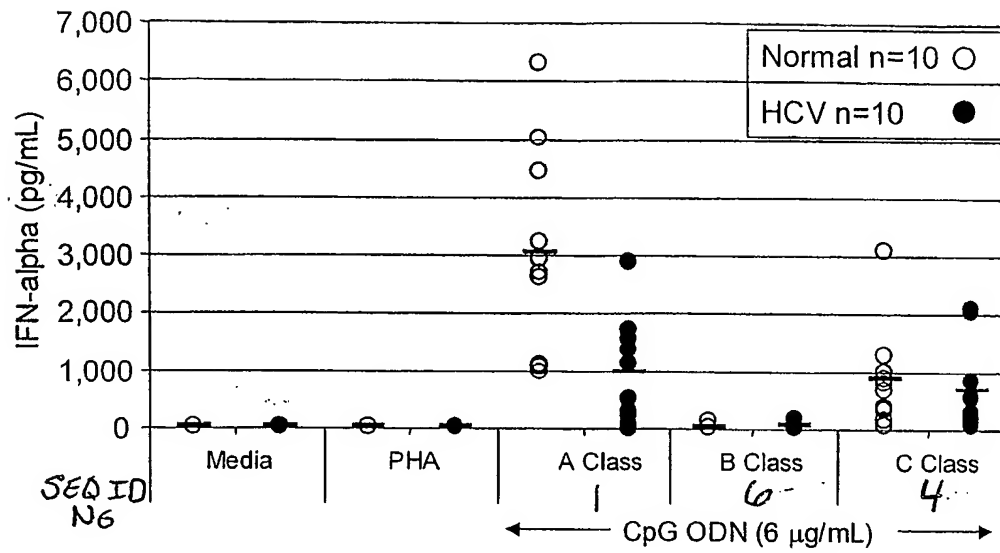 7,000
6,000
5,000
4,000
3,000
2,000
1,000
0
IFN-alpha (pg/mL)
Normal n=10
HCV n=10
Media PHA A Class B Class C Class
SEQ ID 1 6 4
NO
CpG ODN (6 µg/mL)